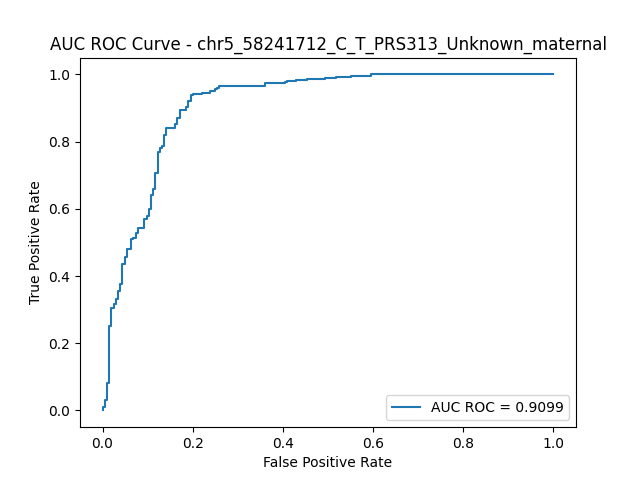 AUC ROC Curve - chr5_58241712_C_T_PRS313_Unknown_maternal
1.0
0.8
0.6
0.4
0.2
0.0
True Positive Rate
AUC ROC = 0.9099
0.0 0.2 0.4 0.6 0.8 1.0
False Positive Rate